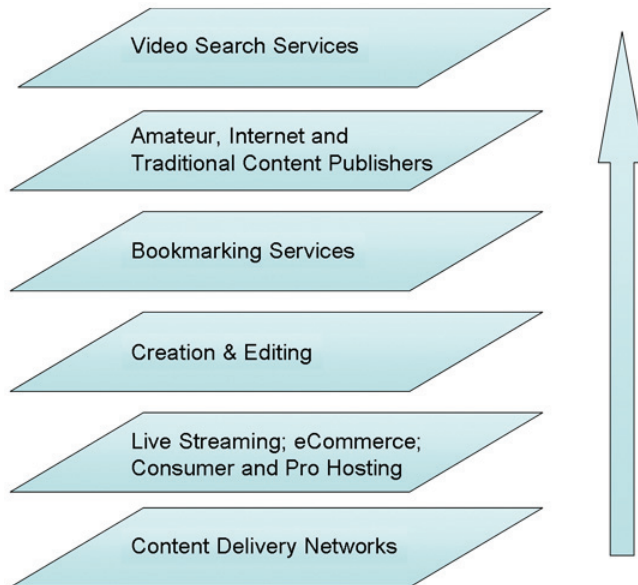 Video Search Services
Amateur, Internet and
Traditional Content Publishers
Bookmarking Services
Creation & Editing
Live Streaming; eCommerce;
Consumer and Pro Hosting
Content Delivery Networks